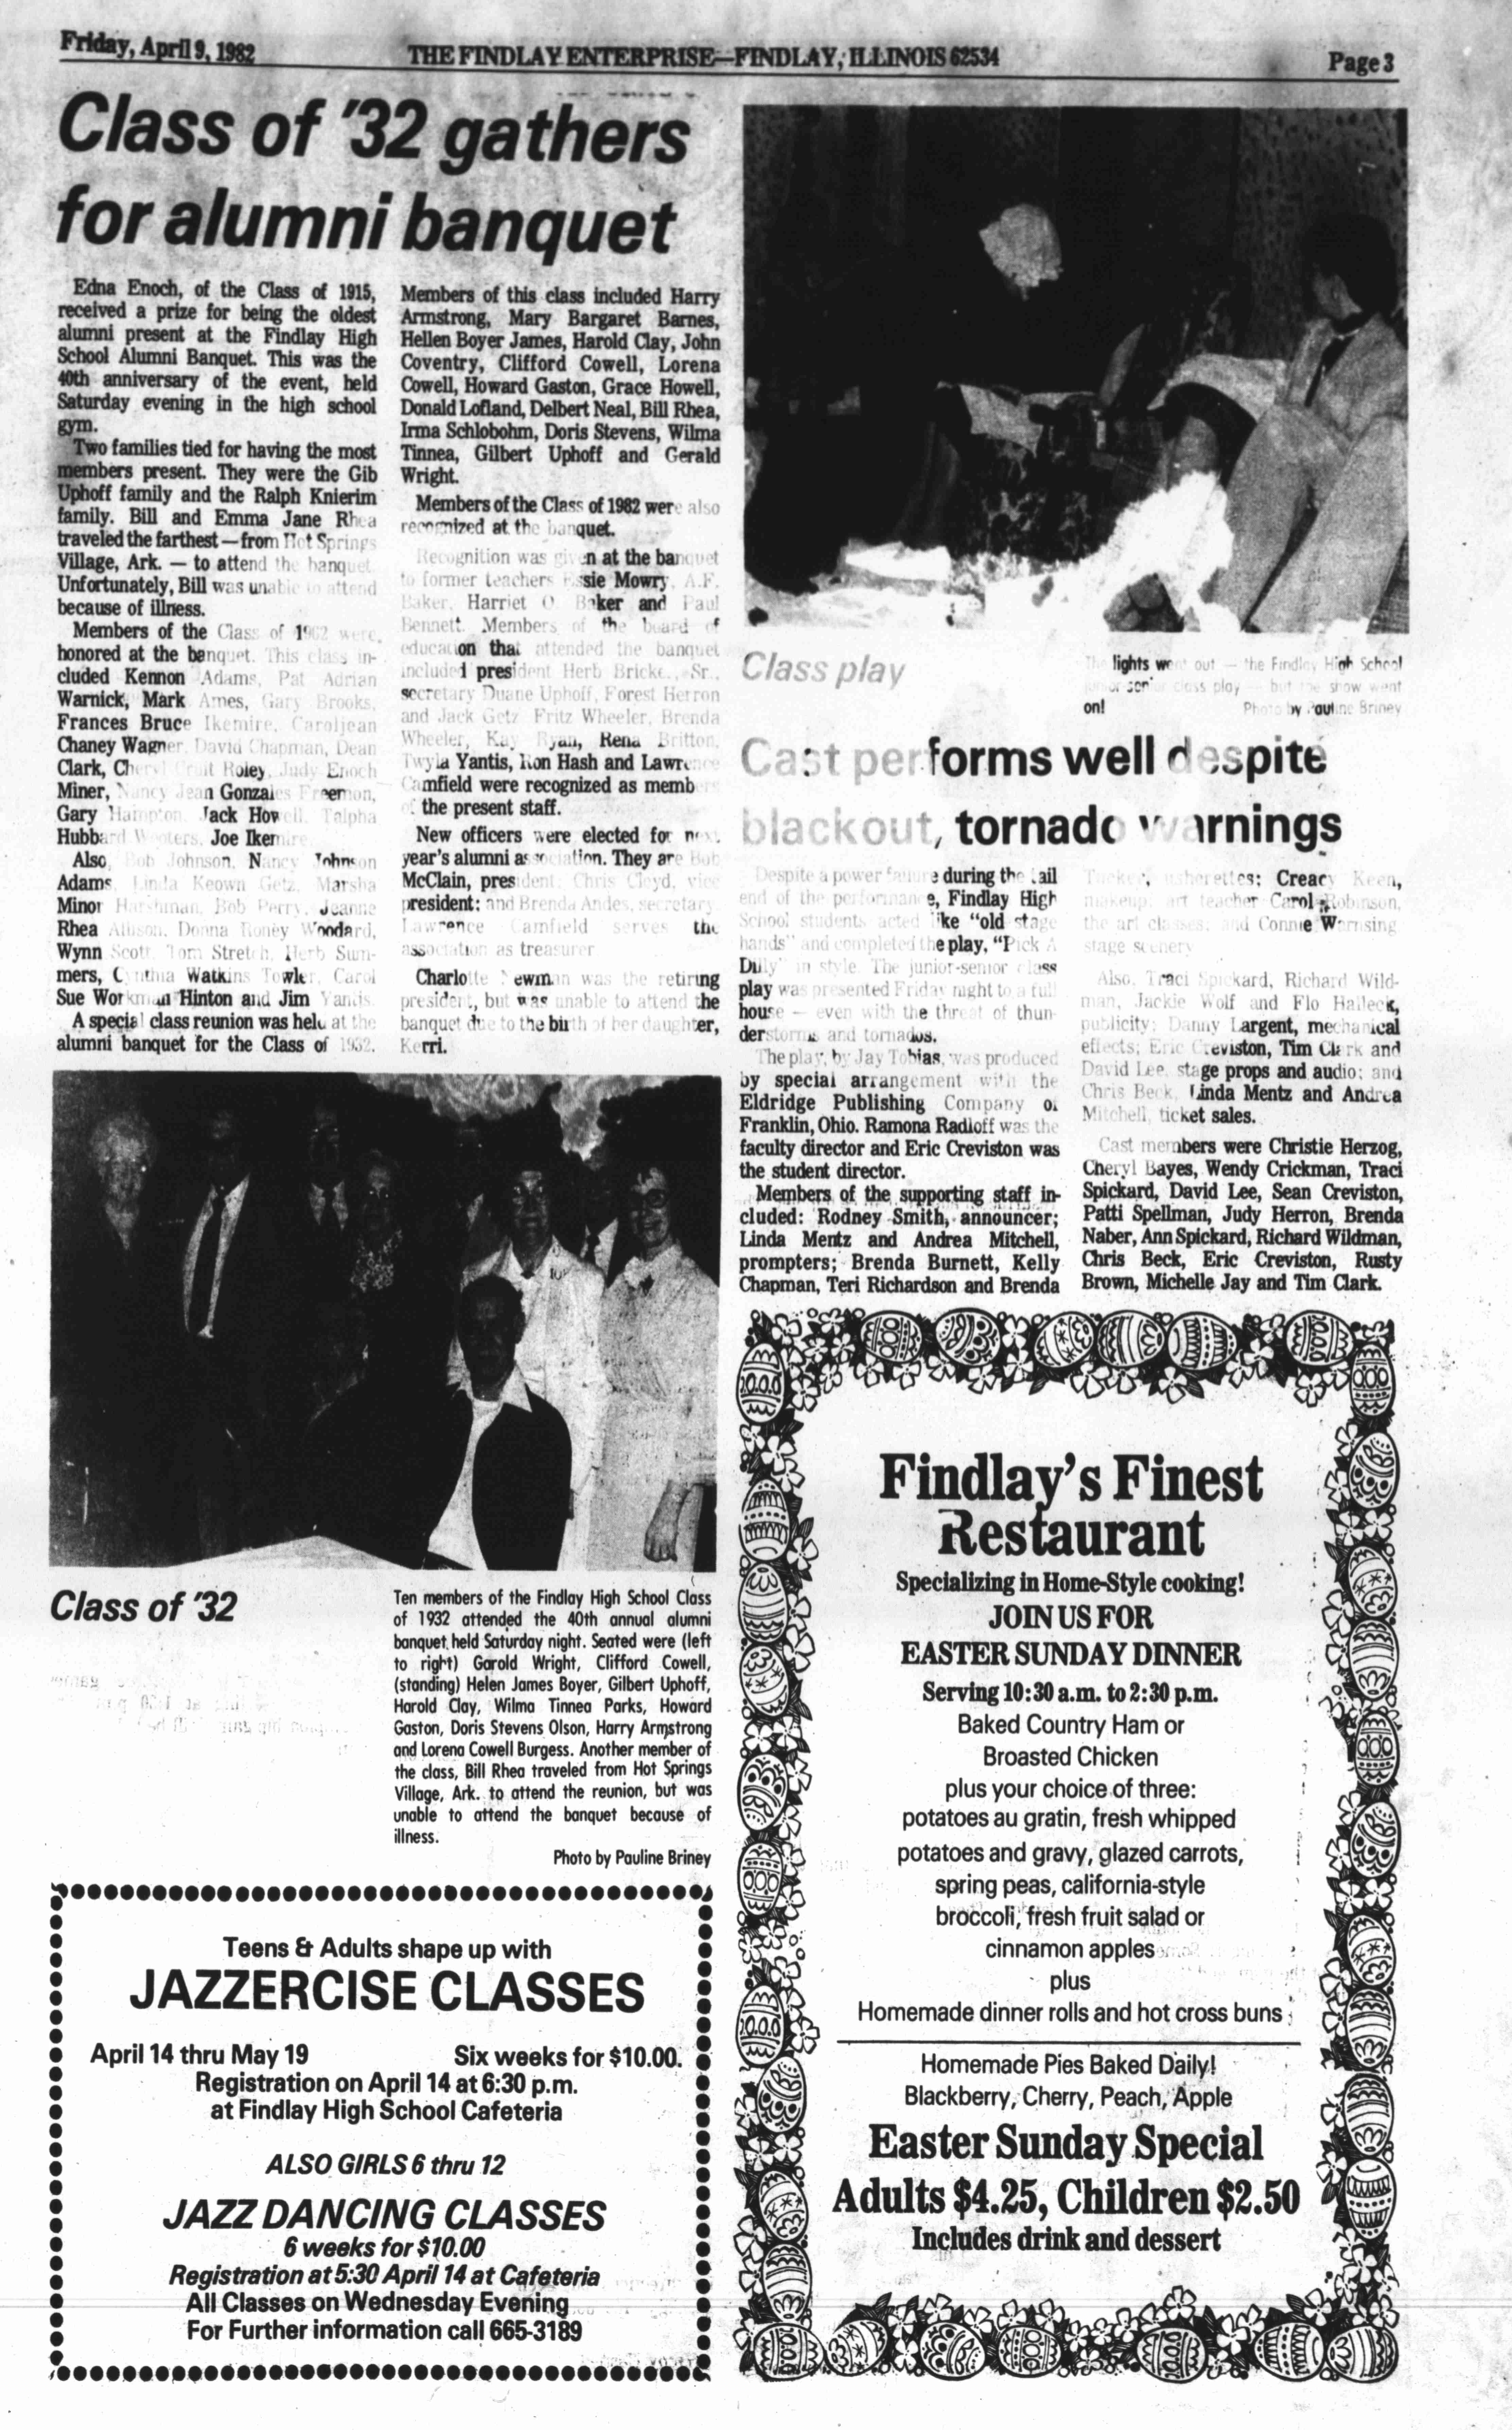 Friday, April 9, 1982
THE FINDLAY ENTERPRISE—FINDLAY, ILLINOIS 62534
Page 3
Class of '32 gathers
for alumni banquet
Edna Enoch, of the Class of 1915,
received a prize for being the oldest
alumni present at the Findlay High
School Alumni Banquet. This was the
40th anniversary of the event, held
Saturday evening in the high school
gym.
Two families tied for having the most
members present. They were the Gib
Uphoff family and the Ralph Knierim
family. Bill and Emma Jane Rhea
traveled the farthest — from Hot Springs
Village, Ark. — to attend the banquet.
Unfortunately, Bill was unable to attend
because of illness.
Members of the Class of 1962 were
honored at the banquet. This class in-
cluded Kennon Adams, Pat Adrian
Warnick, Mark Ames, Gary Brooks,
Frances Bruce Ikemire, Caroljean
Chaney Wagner, David Chapman, Dean
Clark, Cheryl Cruit Roley, Judy Enoch
Miner, Nancy Jean Gonzales Freemon,
Gary Hampton, Jack Howell, Talpha
Hubbard Wooters, Joe Ikemire.
Also, Bob Johnson, Nancy Johnson
Adams, Linda Keown Getz, Marsha
Minor Harshman, Bob Perry, Jeanne
Rhea Allison, Donna Roney Woodard,
Wynn Scott, Tom Stretch, Herb Sum-
mers, Cynthia Watkins Towler, Carol
Sue Workman Hinton and Jim Yantis.
A special class reunion was held at the
alumni banquet for the Class of 1932.
Members of this class included Harry
Armstrong, Mary Bargaret Barnes,
Hellen Boyer James, Harold Clay, John
Coventry, Clifford Cowell, Lorena
Cowell, Howard Gaston, Grace Howell,
Donald Lofland, Delbert Neal, Bill Rhea,
Irma Schlobohm, Doris Stevens, Wilma
Tinnea, Gilbert Uphoff and Gerald
Wright.
Members of the Class of 1982 were also
recognized at the banquet.
Recognition was given at the banquet
to former teachers Essie Mowry, A.F.
Baker, Harriet O. Baker and Paul
Bennett. Members of the board of
education that attended the banquet
included president Herb Bricker, Sr.,
secretary Duane Uphoff, Forest Herron
and Jack Getz. Fritz Wheeler, Brenda
Wheeler, Kay Ryan, Rena Britton,
Twyla Yantis, Ron Hash and Lawrence
Camfield were recognized as members
of the present staff.
New officers were elected for next
year's alumni association. They are Bob
McClain, president; Chris Cloyd, vice
president; and Brenda Andes, secretary.
Lawrence Camfield serves the
association as treasurer.
Charlotte Newman was the retiring
president, but was unable to attend the
banquet due to the birth of her daughter,
Kerri.
Class play
The lights went out — the Findlay High School
junior-senior class play — but the show went
on!
Photo by Pauline Briney
Cast performs well despite
blackout, tornado warnings
Despite a power failure during the tail
end of the performance, Findlay High
School students acted like "old stage
hands" and completed the play, "Pick A
Dilly" in style. The junior-senior class
play was presented Friday night to a full
house — even with the threat of thun-
derstorms and tornados.
The play, by Jay Tobias, was produced
by special arrangement with the
Eldridge Publishing Company of
Franklin, Ohio. Ramona Radloff was the
faculty director and Eric Creviston was
the student director.
Members of the supporting staff in-
cluded: Rodney Smith, announcer;
Linda Mentz and Andrea Mitchell,
prompters; Brenda Burnett, Kelly
Chapman, Teri Richardson and Brenda
Tucker, usherettes; Creacy Keen,
makeup, art teacher Carol Robinson,
the art classes, and Connie Warnsing
stage scenery.
Also, Traci Spickard, Richard Wild-
man, Jackie Wolf and Flo Halleck,
publicity; Danny Largent, mechanical
effects; Eric Creviston, Tim Clark and
David Lee, stage props and audio; and
Chris Beck, Linda Mentz and Andrea
Mitchell, ticket sales.
Cast members were Christie Herzog,
Cheryl Bayes, Wendy Crickman, Traci
Spickard, David Lee, Sean Creviston,
Patti Spellman, Judy Herron, Brenda
Naber, Ann Spickard, Richard Wildman,
Chris Beck, Eric Creviston, Rusty
Brown, Michelle Jay and Tim Clark.
Class of '32
Ten members of the Findlay High School Class
of 1932 attended the 40th annual alumni
banquet held Saturday night. Seated were (left
to right) Garold Wright, Clifford Cowell,
(standing) Helen James Boyer, Gilbert Uphoff,
Harold Clay, Wilma Tinnea Parks, Howard
Gaston, Doris Stevens Olson, Harry Armstrong
and Lorena Cowell Burgess. Another member of
the class, Bill Rhea traveled from Hot Springs
Village, Ark. to attend the reunion, but was
unable to attend the banquet because of
illness.
Photo by Pauline Briney
Teens & Adults shape up with
JAZZERCISE CLASSES
April 14 thru May 19 Six weeks for $10.00.
Registration on April 14 at 6:30 p.m.
at Findlay High School Cafeteria
ALSO GIRLS 6 thru 12
JAZZ DANCING CLASSES
6 weeks for $10.00
Registration at 5:30 April 14 at Cafeteria
All Classes on Wednesday Evening
For Further information call 665-3189
Findlay's Finest
Restaurant
Specializing in Home-Style cooking!
JOIN US FOR
EASTER SUNDAY DINNER
Serving 10:30 a.m. to 2:30 p.m.
Baked Country Ham or
Broasted Chicken
plus your choice of three:
potatoes au gratin, fresh whipped
potatoes and gravy, glazed carrots,
spring peas, california-style
broccoli, fresh fruit salad or
cinnamon apples
plus
Homemade dinner rolls and hot cross buns
Homemade Pies Baked Daily!
Blackberry, Cherry, Peach, Apple
Easter Sunday Special
Adults $4.25, Children $2.50
Includes drink and dessert